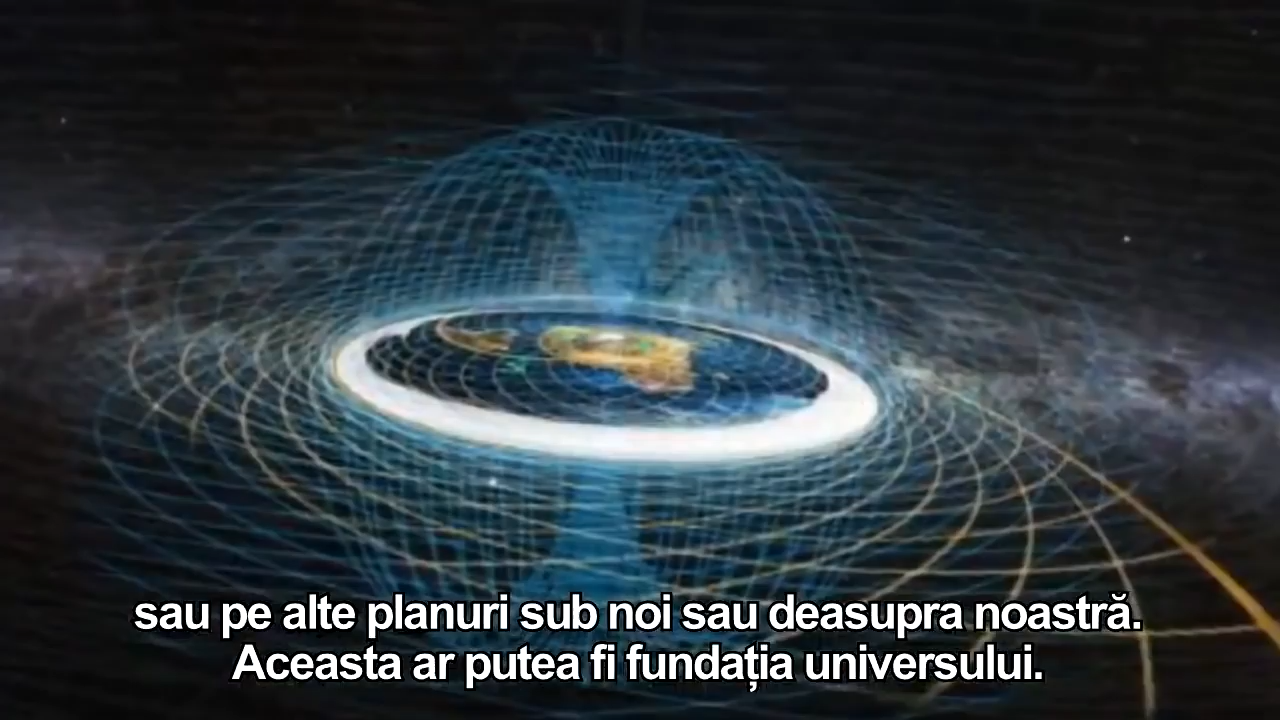 sau pe alte planuri sub noi sau deasupra noastră.
Aceasta ar putea fi fundația universului.